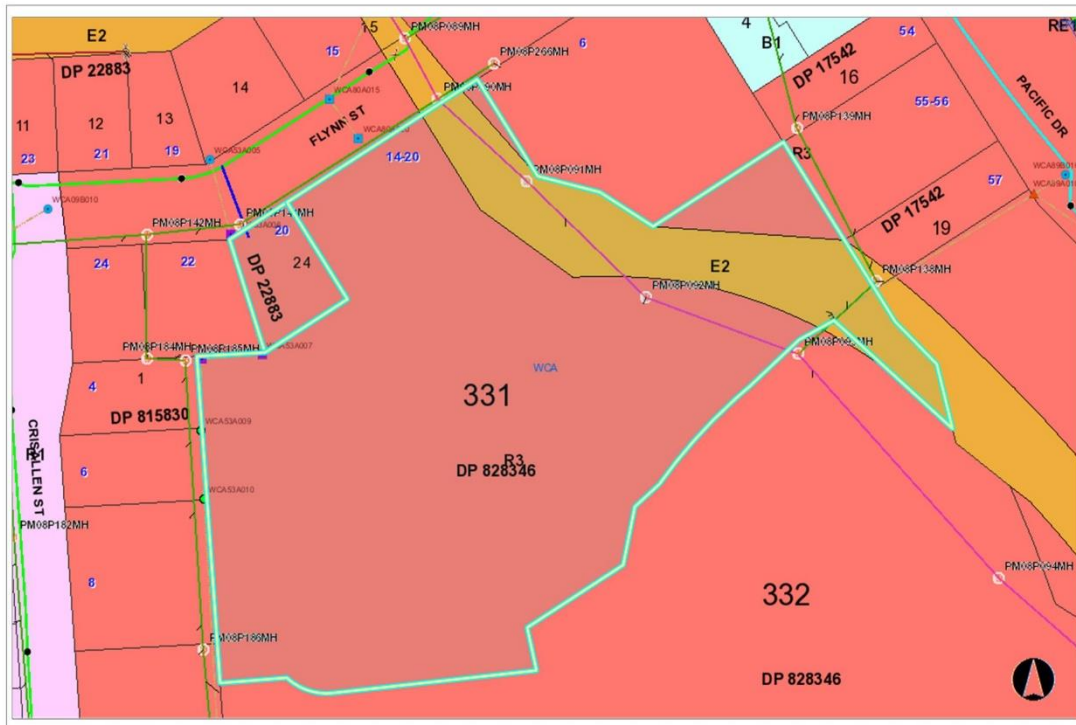 E2
15
PM08P089MH
PM08P266MH
6
4
B1
54
RE1
DP 22883
15
14
WCA80A015
DP 17542
16
55-56
PACIFIC DR
11
12
13
FLYNN ST
PM08P139MH
23
21
19
WCA53A005
14-20
R3
PM08P091MH
57
WCA09B010
DP 17542
19
PM08P142MH
20
24
22
24
DP 22883
E2
PM08P138MH
PM08P092MH
PM08P184MH
PM08P185MH
1
4
WCA
331
DP 815830
WCA53A009
CRISALLEN ST
R3
DP 828346
6
WCA53A010
PM08P182MH
PM08P094MH
8
332
PM08P186MH
DP 828346